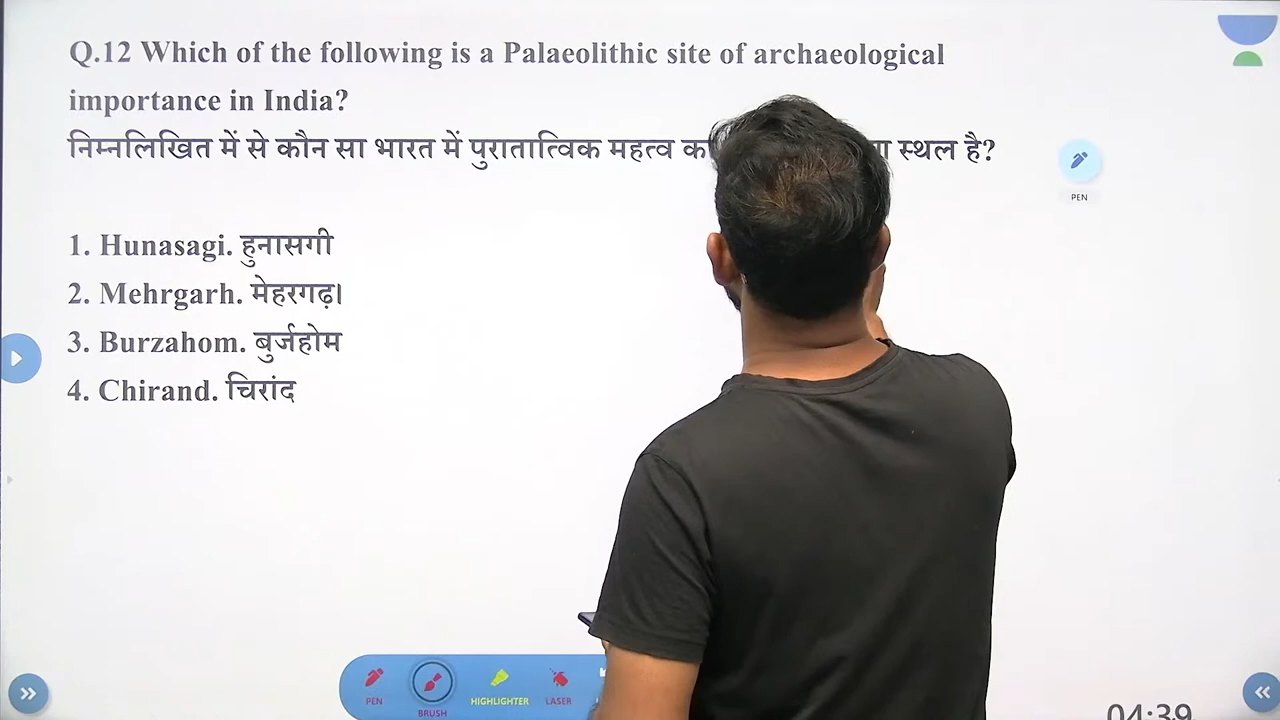 Q.12 Which of the following is a Palaeolithic site of archaeological
importance in India?
निम्नलिखित में से कौन सा भारत में पुरातात्विक महत्व स्थल है?
PEN
1. Hunasagi. हुनासगी
2. Mehrgarh. मेहरगढ़।
3. Burzahom. बुर्जहोम
4. Chirand. चिरांद
PEN BRUSH HIGHLIGHTER LASER
04:39